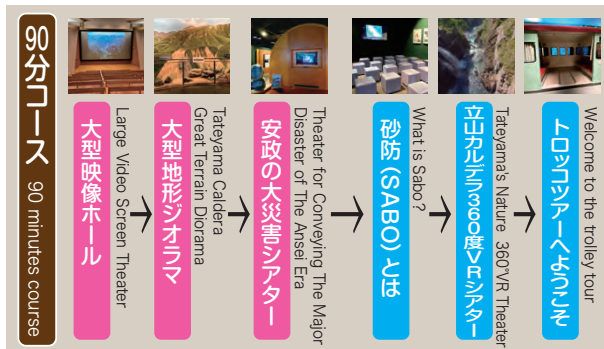 90分コース 90 minutes course
大型映像ホール
Large Video Screen Theater
大型地形ジオラマ
Tateyama Caldera
Great Terrain Diorama
安政の大災害シアター
Theater for Conveying The Major
Disaster of The Ansei Era
砂防(SABO)とは
What is Sabo?
立山カルデラ360度VRシアター
Tateyama's Nature 360°VR Theater
トロッコツアーへようこそ
Welcome to the trolley tour